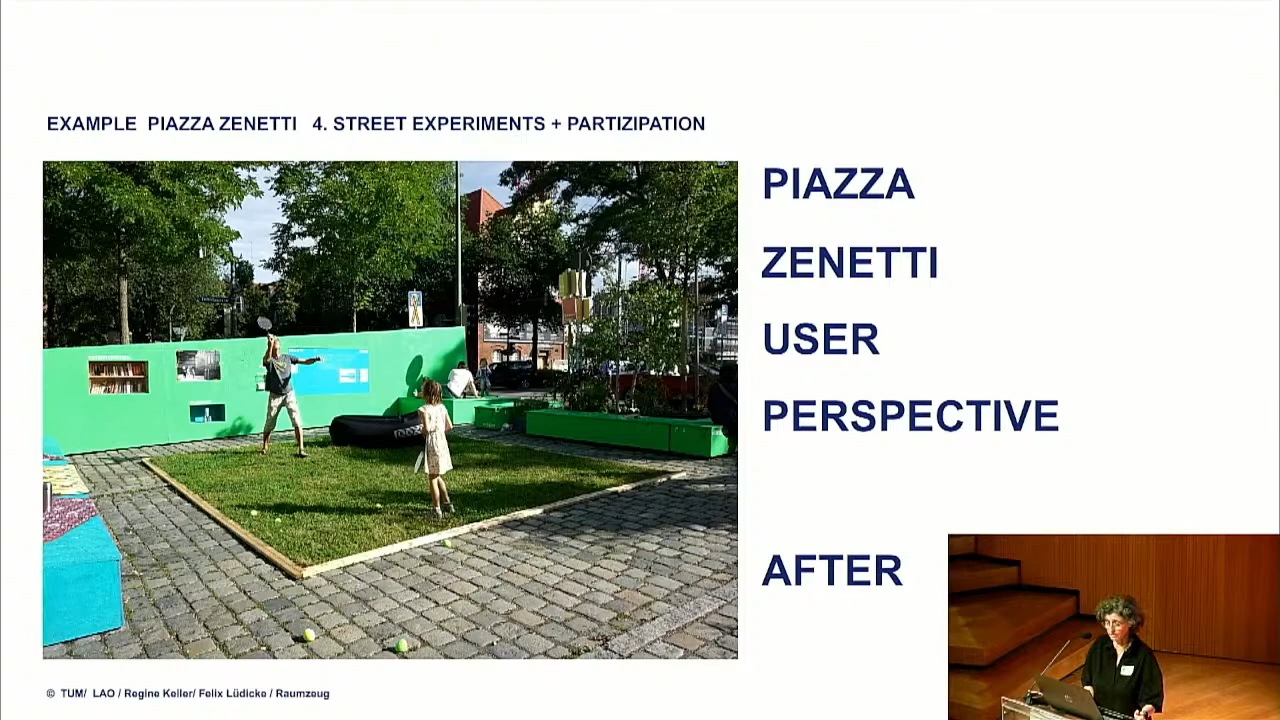 EXAMPLE PIAZZA ZENETTI 4. STREET EXPERIMENTS + PARTIZIPATION
PIAZZA
ZENETTI
USER
PERSPECTIVE
AFTER
© TUM/ LAO / Regine Keller/ Felix Lüdicke / Raumzeug